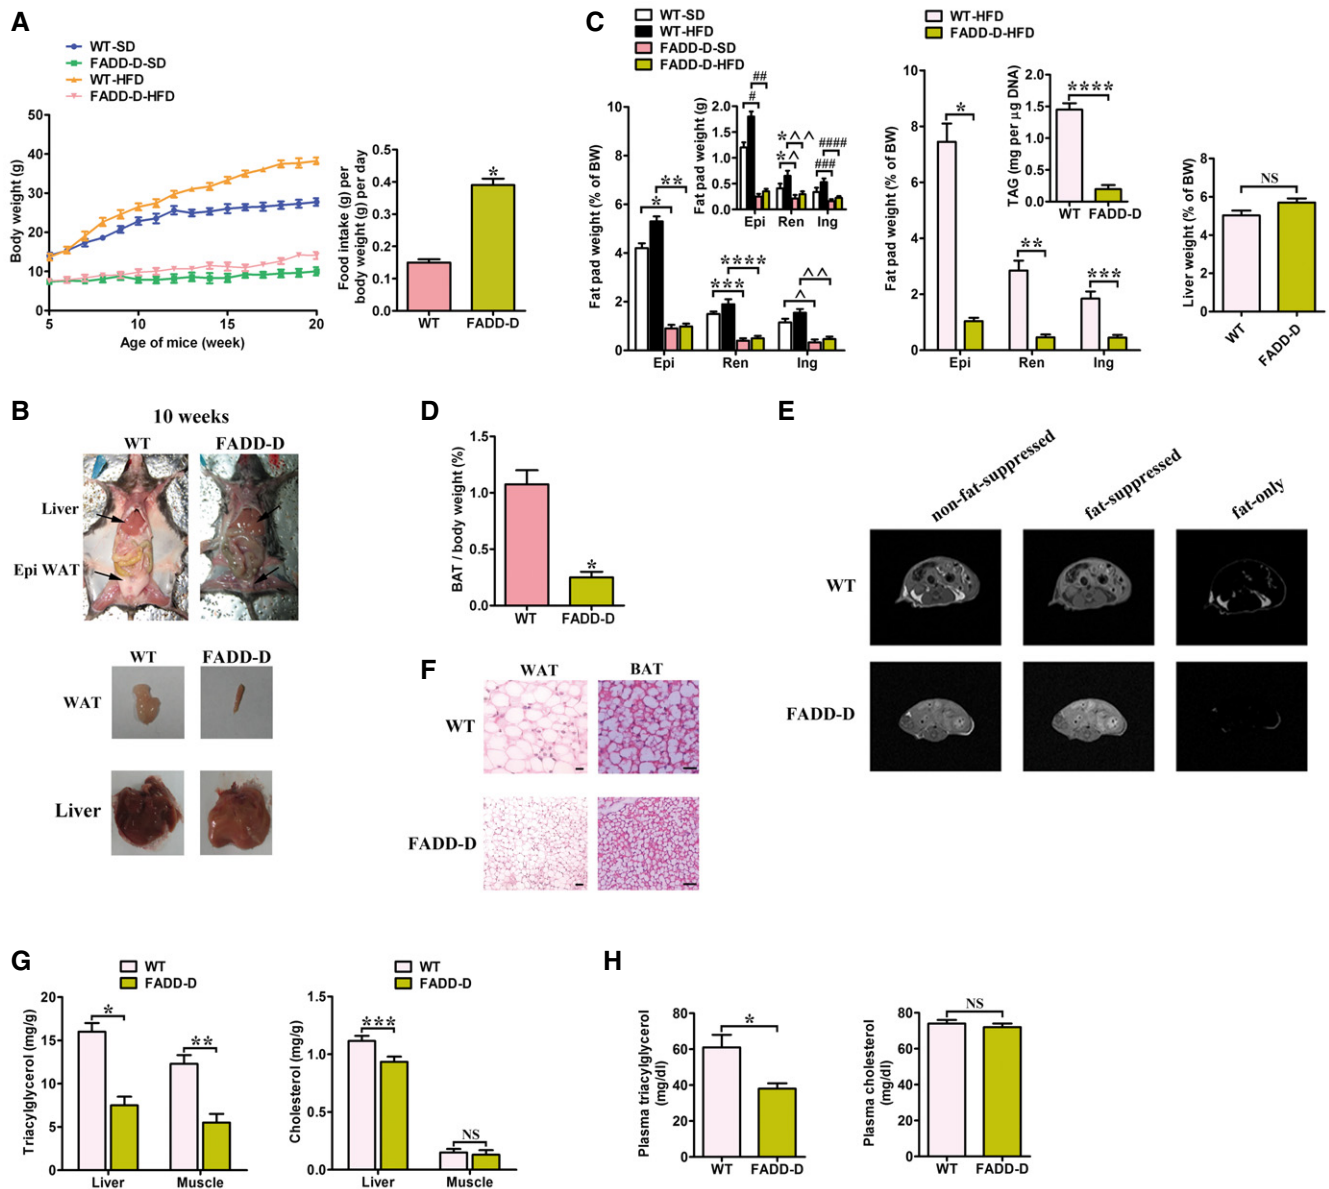 A
WT-SD
FADD-D-SD
WT-HFD
FADD-D-HFD
Body weight (g)
50
40
30
20
10
0
5
10
15
20
Age of mice (week)
Food intake (g) per
body weight (g) per day
0.5
0.4
0.3
0.2
0.1
0.0
*
WT
FADD-D
C
WT-SD
WT-HFD
FADD-D-SD
FADD-D-HFD
Fat pad weight (% of BW)
10
8
6
4
2
0
*
**
***
****
^
^ ^
Epi
Ren
Ing
Fat pad weight (g)
2.0
1.5
1.0
0.5
0.0
#
##
*^
*^^
###
####
Epi
Ren
Ing
WT-HFD
FADD-D-HFD
Fat pad weight (% of BW)
10
8
6
4
2
0
*
**
***
Epi
Ren
Ing
TAG (mg per µg DNA)
2.0
1.5
1.0
0.5
0.0
****
WT
FADD-D
Liver weight (% of BW)
8
6
4
2
0
NS
WT
FADD-D
B
10 weeks
WT
FADD-D
Liver
Epi WAT
WT
FADD-D
WAT
Liver
D
BAT / body weight (%)
1.5
1.0
0.5
0.0
*
WT
FADD-D
E
non-fat-suppressed
fat-suppressed
fat-only
WT
FADD-D
F
WAT
BAT
WT
FADD-D
G
WT
FADD-D
Triacylglycerol (mg/g)
20
15
10
5
0
*
**
Liver
Muscle
WT
FADD-D
Cholesterol (mg/g)
1.5
1.0
0.5
0.0
***
NS
Liver
Muscle
H
Plasma triacylglycerol
(mg/dl)
80
60
40
20
0
*
WT
FADD-D
Plasma cholesterol
(mg/dl)
80
60
40
20
0
NS
WT
FADD-D